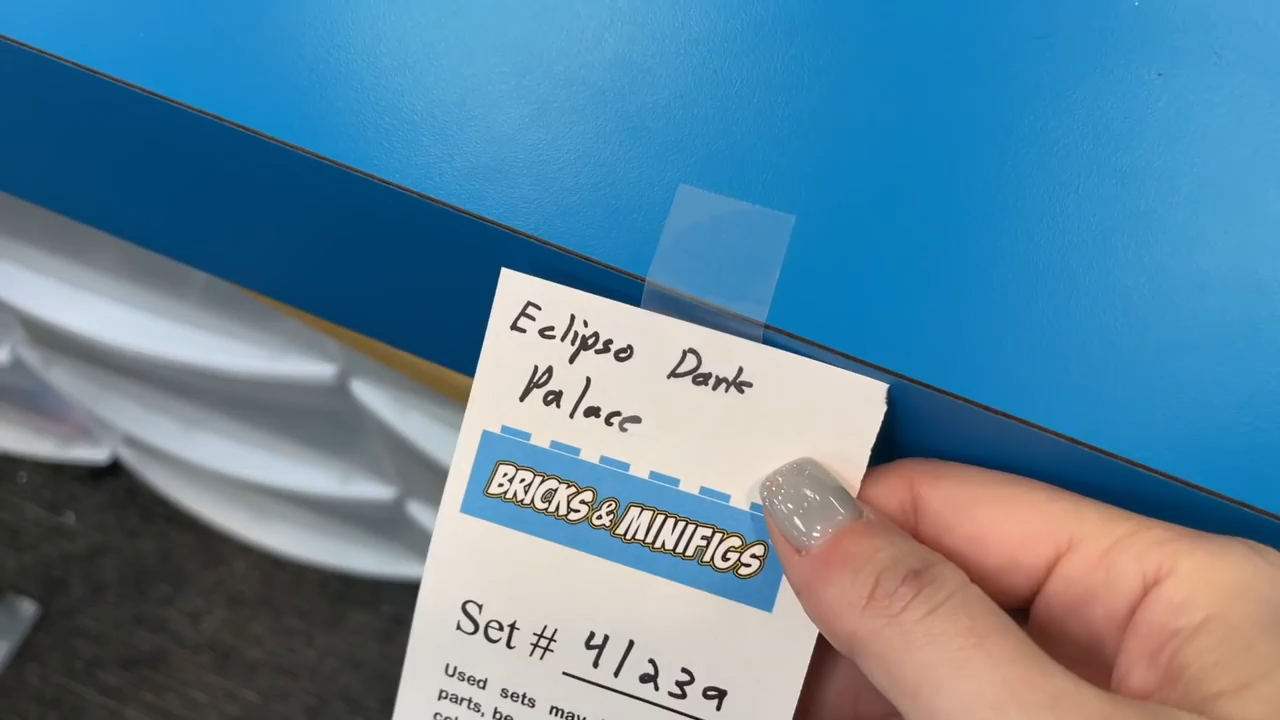 Eclipso Dark
Palace
BRICKS & MINIFIGS
Set # 41239
Used sets may
parts, be